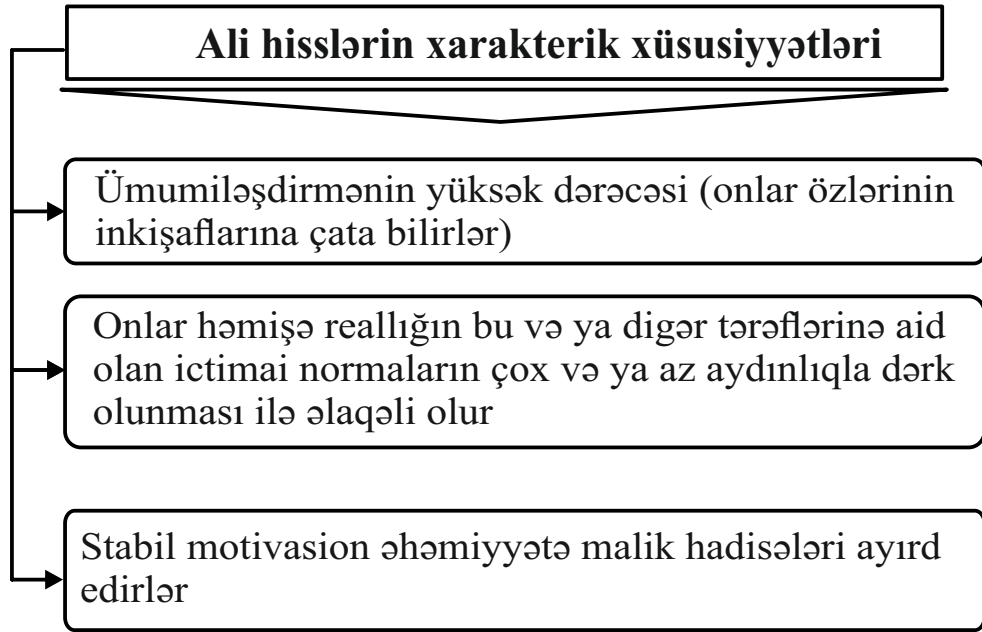 Ali hisslərin xarakterik xüsusiyyətləri
Ümumiləşdirmənin yüksək dərəcəsi (onlar özlərinin
inkişaflarına çata bilirlər)
Onlar həmişə reallığın bu və ya digər tərəflərinə aid
olan ictimai normaların çox və ya az aydınlıqla dərk
olunması ilə əlaqəli olur
Stabil motivasion əhəmiyyətə malik hadisələri ayırd
edirlər